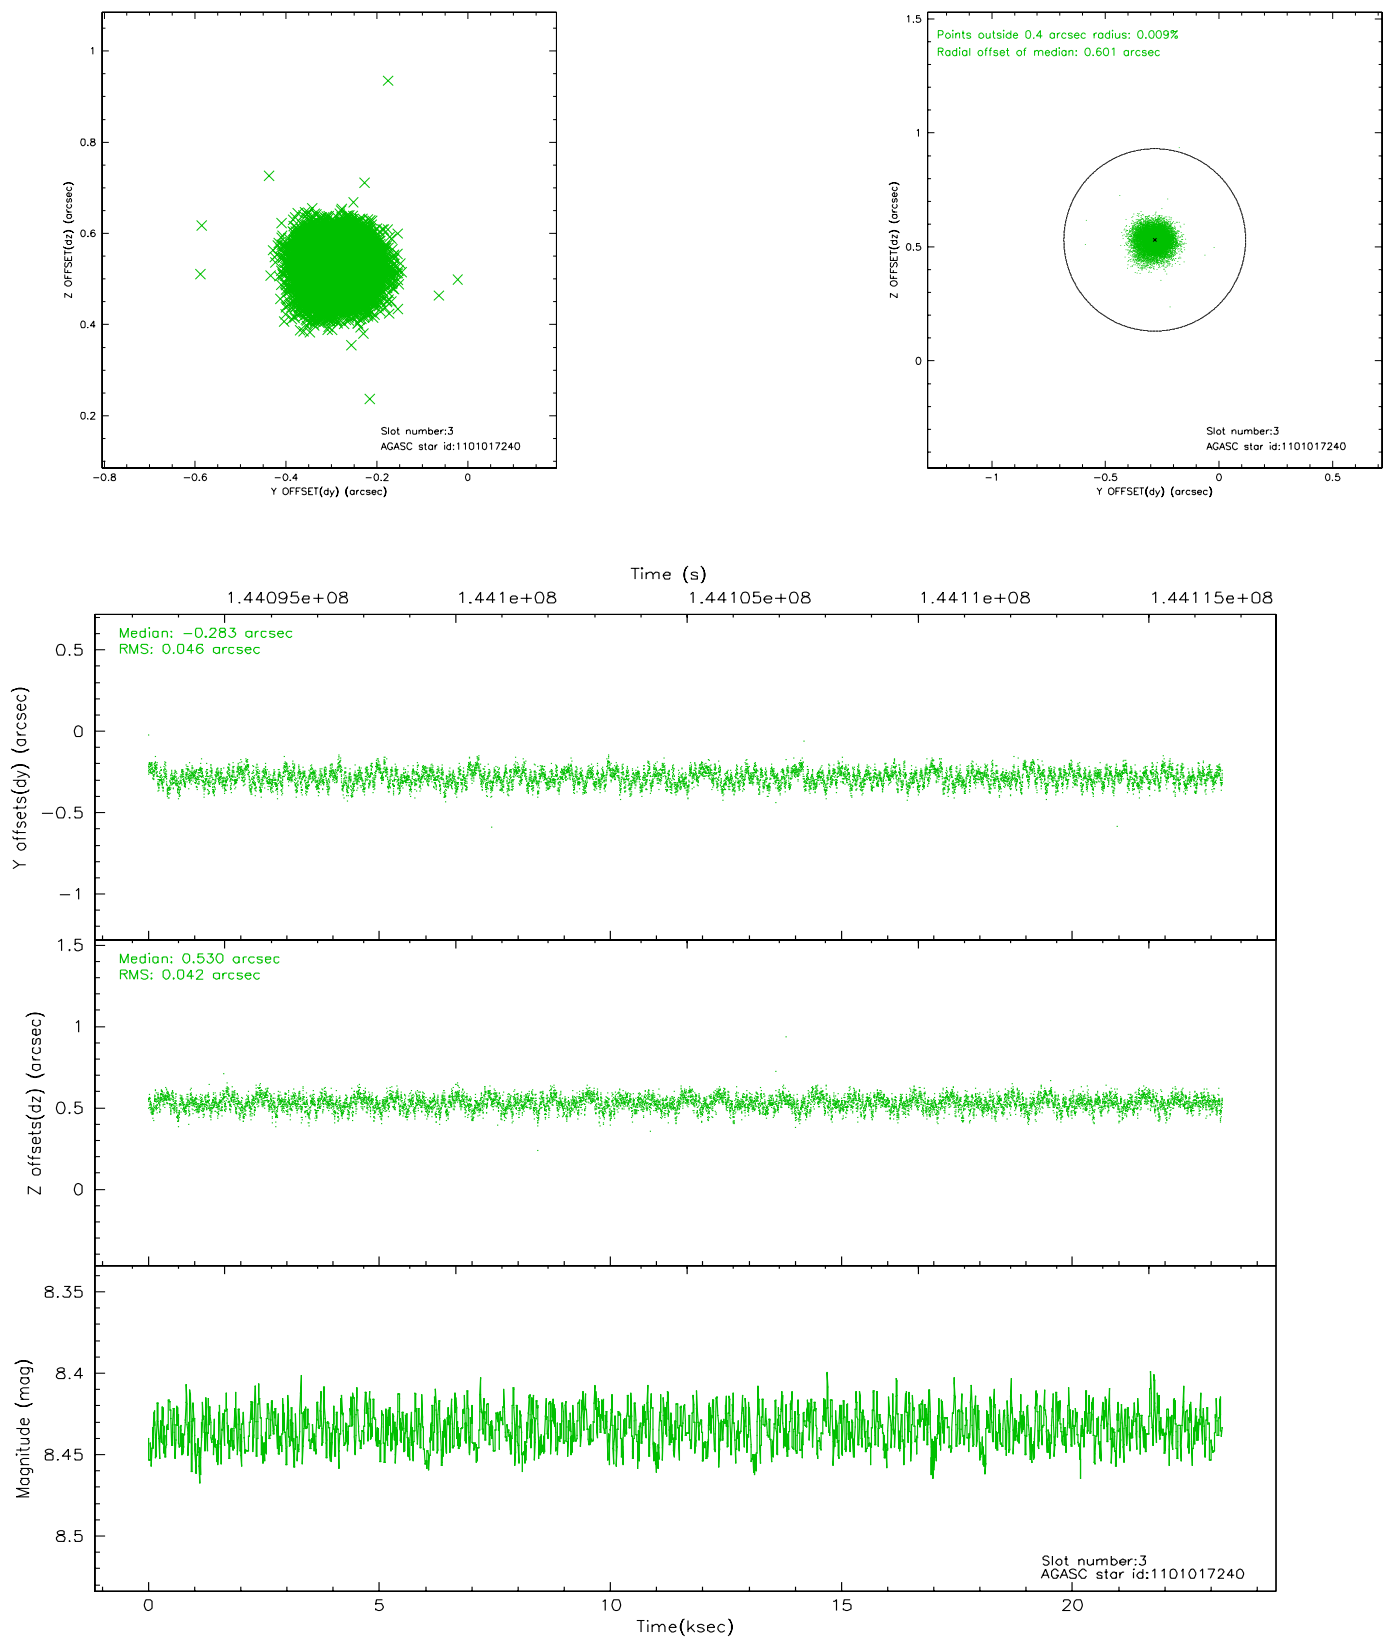 1
0.8
0.6
0.4
0.2
Z OFFSET(dz) (arcsec)
Slot number:3
AGASC star id:1101017240
−0.8 −0.6 −0.4 −0.2 0
Y OFFSET(dy) (arcsec)
1.5
1
0.5
0
Z OFFSET(dz) (arcsec)
Points outside 0.4 arcsec radius: 0.009%
Radial offset of median: 0.601 arcsec
Slot number:3
AGASC star id:1101017240
−1 −0.5 0 0.5
Y OFFSET(dy) (arcsec)
Time (s)
1.44095e+08 1.441e+08 1.44105e+08 1.4411e+08 1.44115e+08
Median: −0.283 arcsec
RMS: 0.046 arcsec
0.5
0
−0.5
−1
Y offsets(dy) (arcsec)
Median: 0.530 arcsec
RMS: 0.042 arcsec
1.5
1
0.5
0
Z offsets(dz) (arcsec)
8.35
8.4
8.45
8.5
Magnitude (mag)
Slot number:3
AGASC star id:1101017240
0 5 10 15 20
Time(ksec)